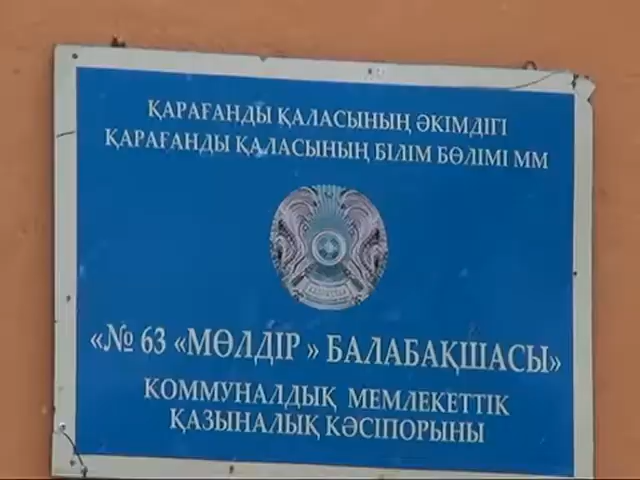 ҚАРАҒАНДЫ ҚАЛАСЫНЫҢ ӘКІМДІГІ
ҚАРАҒАНДЫ ҚАЛАСЫНЫҢ БІЛІМ БӨЛІМІ ММ
«№ 63 «МӨЛДІР » БАЛАБАҚШАСЫ»
КОММУНАЛДЫҚ МЕМЛЕКЕТТІК
ҚАЗЫНАЛЫҚ КӘСІПОРЫНЫ